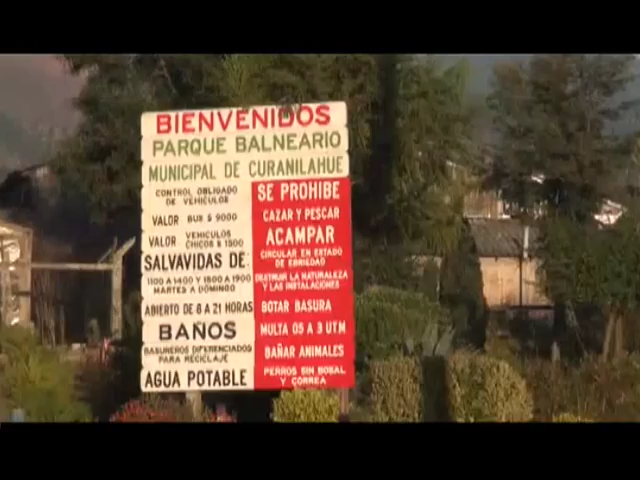 BIENVENIDOS
PARQUE BALNEARIO
MUNICIPAL DE CURANILAHUE
CONTROL OBLIGADO
DE VEHICULOS
VALOR BUS $ 9000
VALOR VEHICULOS
CHICOS $ 1500
SALVAVIDAS DE:
1100 A 1400 Y 1500 A 1900
MARTES A DOMINGO
ABIERTO DE 8 A 21 HORAS
BAÑOS
BASUREROS DIFERENCIADOS
PARA RECICLAJE
AGUA POTABLE
SE PROHIBE
CAZAR Y PESCAR
ACAMPAR
CIRCULAR EN ESTADO
DE EBRIEDAD
DESTRUIR LA NATURALEZA
Y LAS INSTALACIONES
BOTAR BASURA
MULTA 05 A 3 UTM
BAÑAR ANIMALES
PERROS SIN BOSAL
Y CORREA